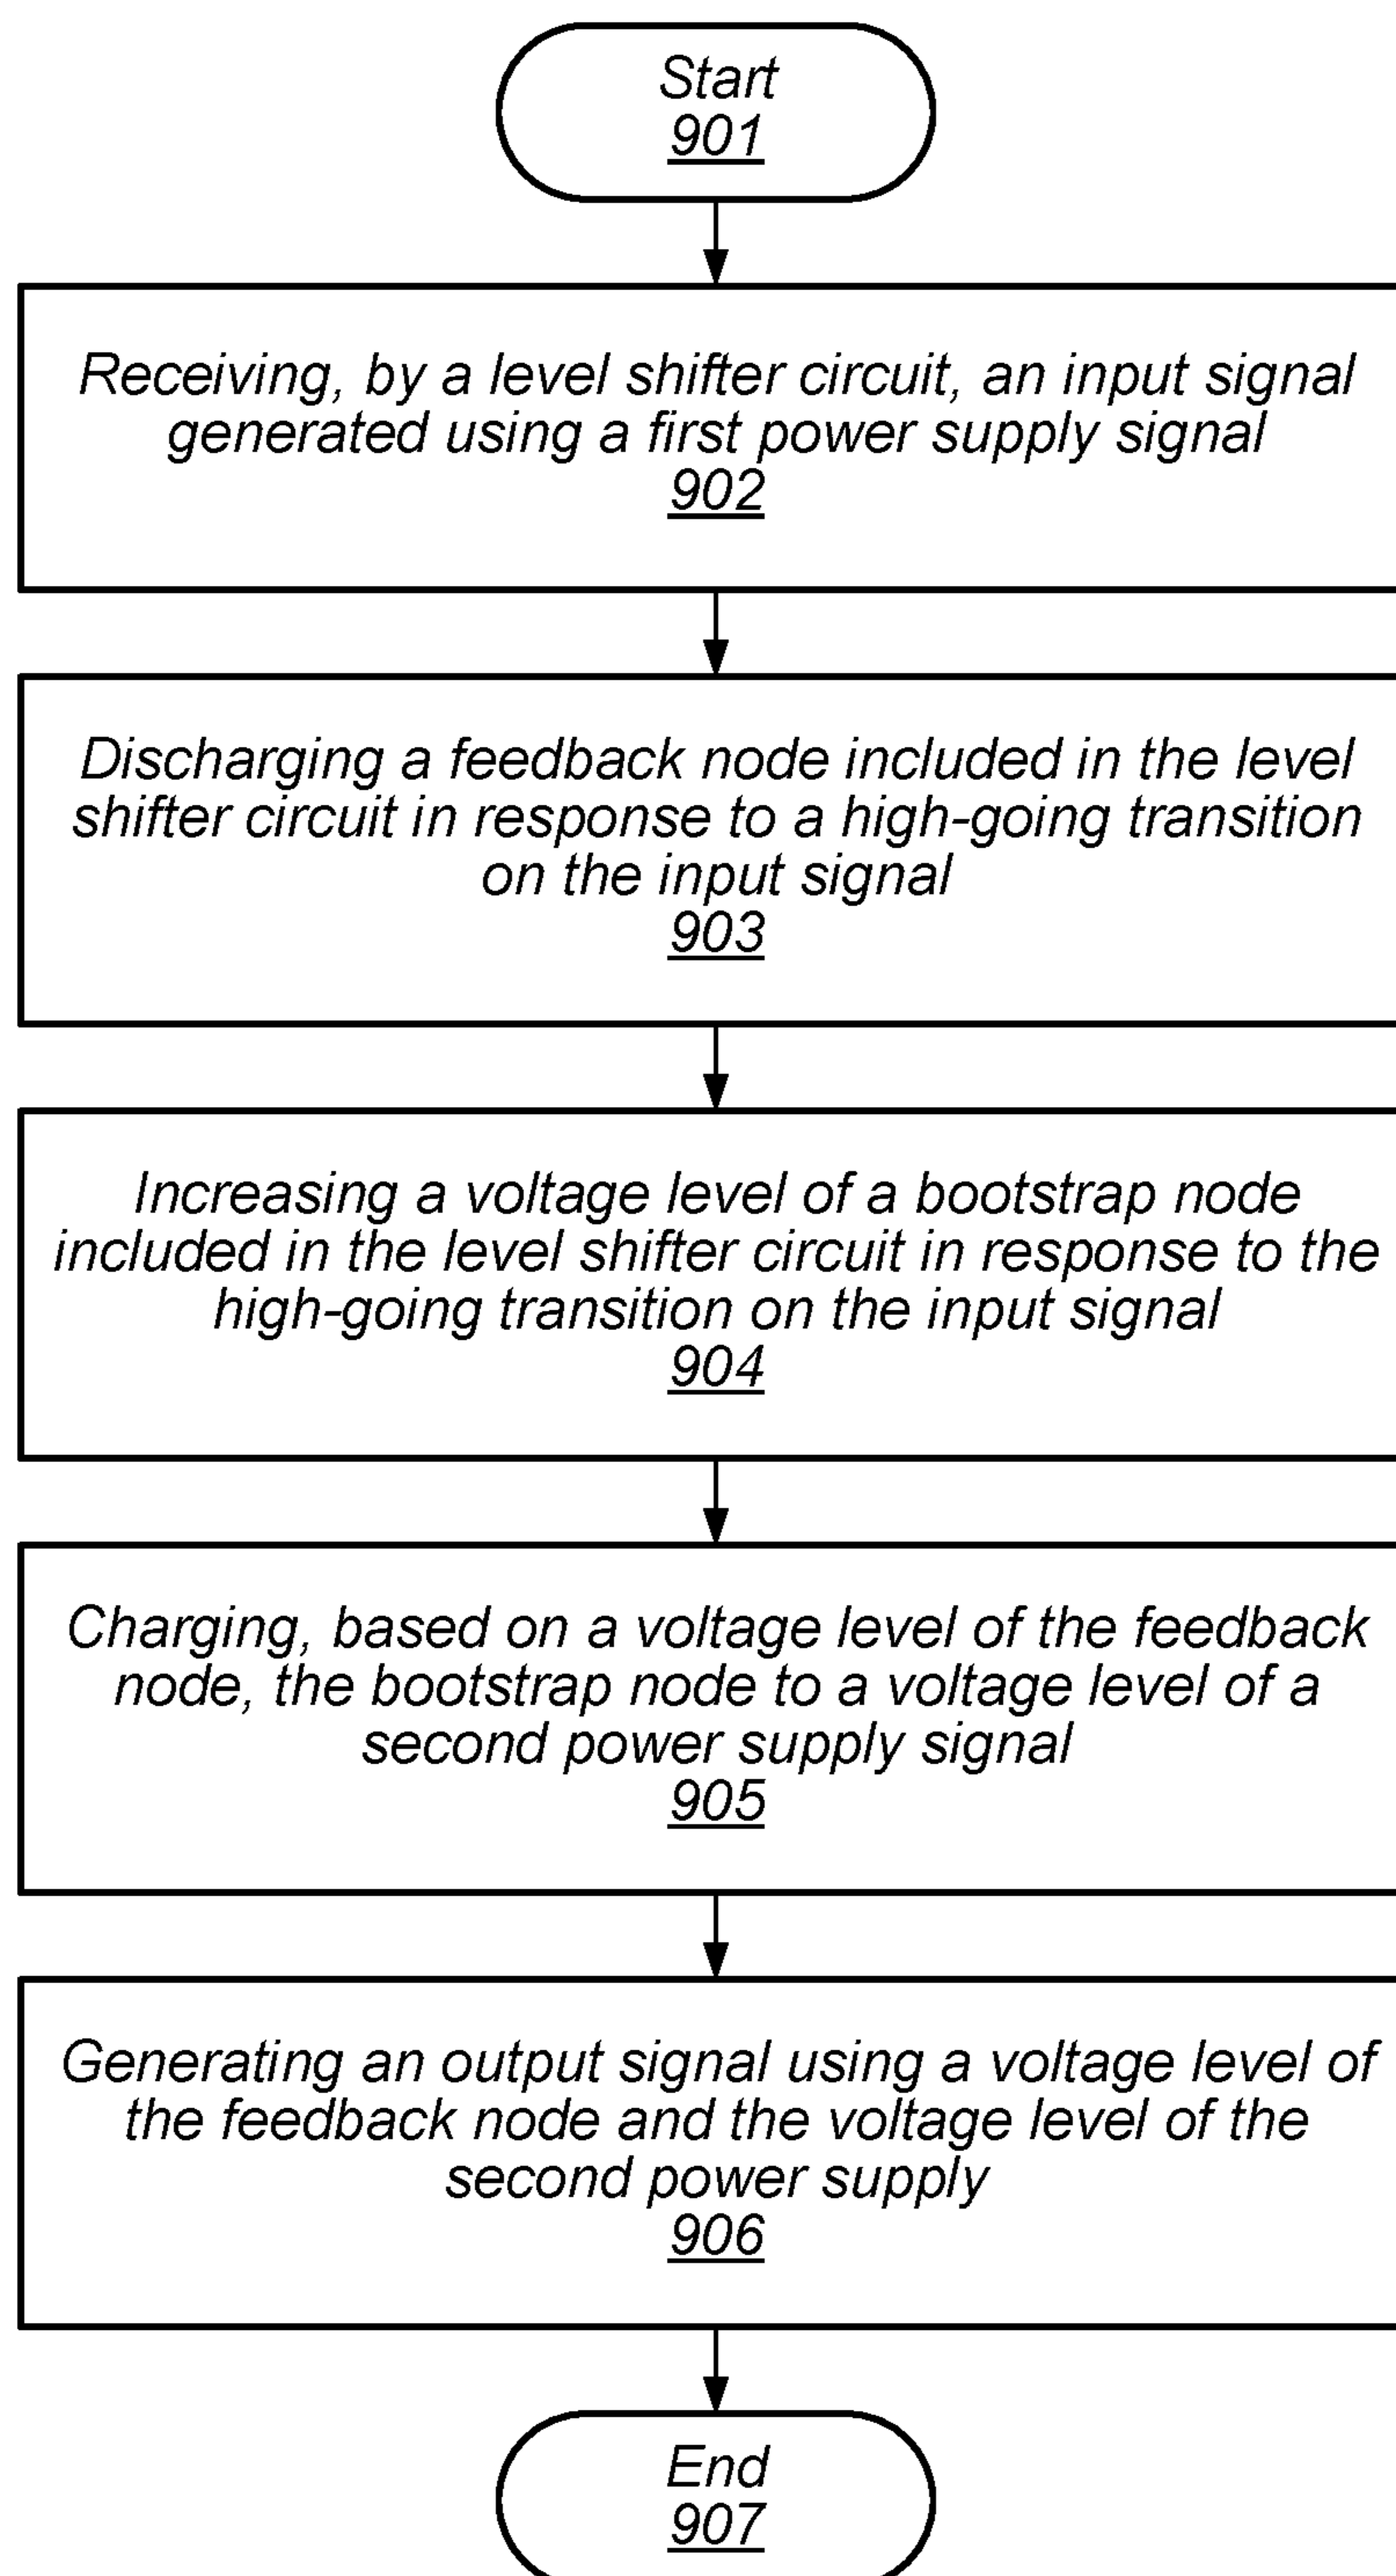 Start
901
Receiving, by a level shifter circuit, an input signal
generated using a first power supply signal
902
Discharging a feedback node included in the level
shifter circuit in response to a high-going transition
on the input signal
903
Increasing a voltage level of a bootstrap node
included in the level shifter circuit in response to the
high-going transition on the input signal
904
Charging, based on a voltage level of the feedback
node, the bootstrap node to a voltage level of a
second power supply signal
905
Generating an output signal using a voltage level of
the feedback node and the voltage level of the
second power supply
906
End
907